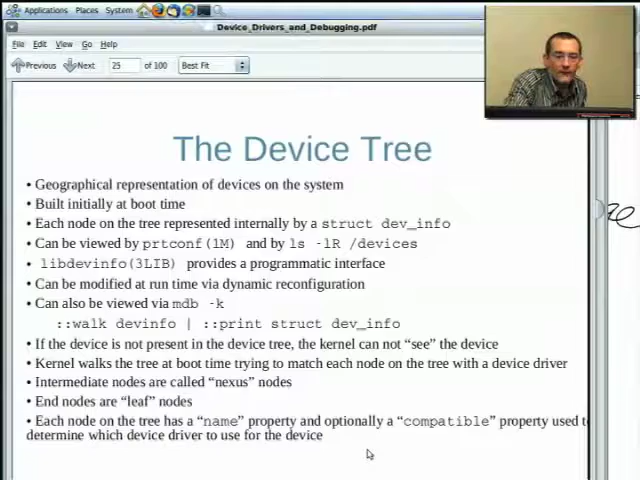 Applications Places System
Device_Drivers_and_Debugging.pdf
File Edit View Go Help
Previous Next 25 of 100 Best Fit
The Device Tree
• Geographical representation of devices on the system
• Built initially at boot time
• Each node on the tree represented internally by a struct dev_info
• Can be viewed by prtconf(1M) and by ls -lR /devices
• libdevinfo(3LIB) provides a programmatic interface
• Can be modified at run time via dynamic reconfiguration
• Can also be viewed via mdb -k
::walk devinfo | ::print struct dev_info
• If the device is not present in the device tree, the kernel can not “see” the device
• Kernel walks the tree at boot time trying to match each node on the tree with a device driver
• Intermediate nodes are called “nexus” nodes
• End nodes are “leaf” nodes
• Each node on the tree has a “name” property and optionally a “compatible” property used to
determine which device driver to use for the device